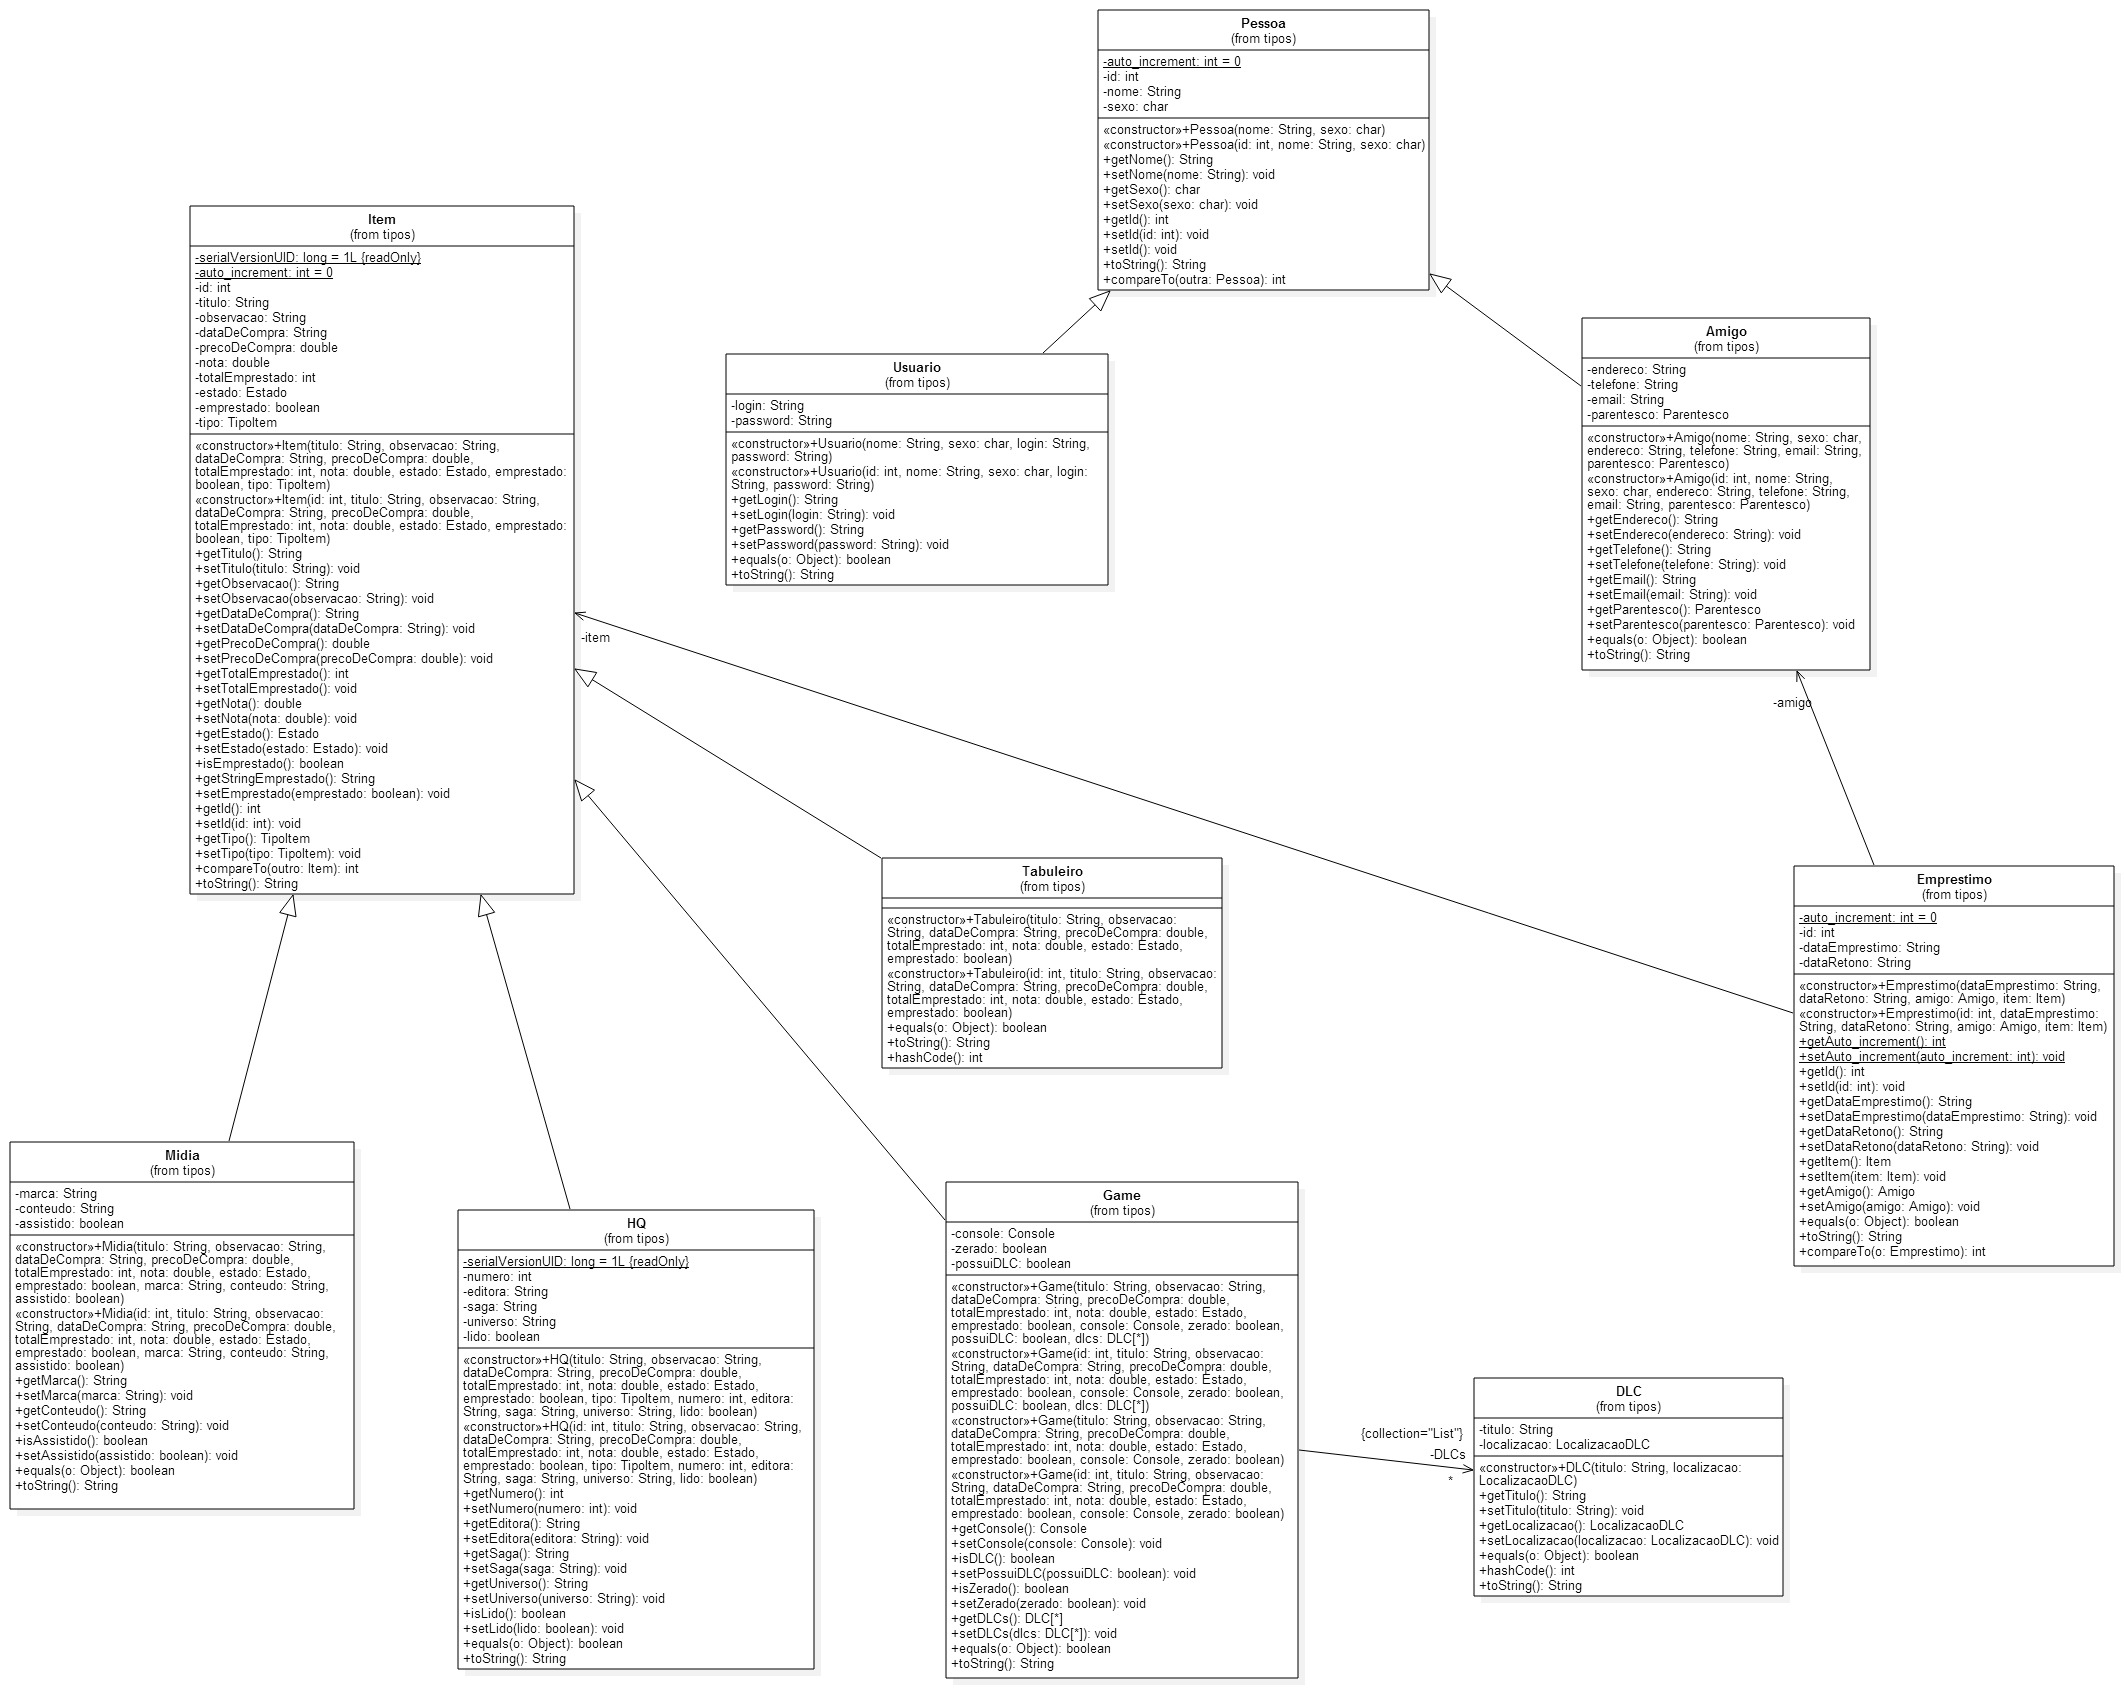 Pessoa
(from tipos)
-auto_increment: int = 0
-id: int
-nome: String
-sexo: char
«constructor»+Pessoa(nome: String, sexo: char)
«constructor»+Pessoa(id: int, nome: String, sexo: char)
+getNome(): String
+setNome(nome: String): void
+getSexo(): char
+setSexo(sexo: char): void
+getId(): int
+setId(id: int): void
+setId(): void
+toString(): String
+compareTo(outra: Pessoa): int
Item
(from tipos)
-serialVersionUID: long = 1L {readOnly}
-auto_increment: int = 0
-id: int
-titulo: String
-observacao: String
-dataDeCompra: String
-precoDeCompra: double
-nota: double
-totalEmprestado: int
-estado: Estado
-emprestado: boolean
-tipo: TipoItem
«constructor»+Item(titulo: String, observacao: String,
dataDeCompra: String, precoDeCompra: double,
totalEmprestado: int, nota: double, estado: Estado, emprestado:
boolean, tipo: TipoItem)
«constructor»+Item(id: int, titulo: String, observacao: String,
dataDeCompra: String, precoDeCompra: double,
totalEmprestado: int, nota: double, estado: Estado, emprestado:
boolean, tipo: TipoItem)
+getTitulo(): String
+setTitulo(titulo: String): void
+getObservacao(): String
+setObservacao(observacao: String): void
+getDataDeCompra(): String
+setDataDeCompra(dataDeCompra: String): void
+getPrecoDeCompra(): double
+setPrecoDeCompra(precoDeCompra: double): void
+getTotalEmprestado(): int
+setTotalEmprestado(): void
+getNota(): double
+setNota(nota: double): void
+getEstado(): Estado
+setEstado(estado: Estado): void
+isEmprestado(): boolean
+getStringEmprestado(): String
+setEmprestado(emprestado: boolean): void
+getId(): int
+setId(id: int): void
+getTipo(): TipoItem
+setTipo(tipo: TipoItem): void
+compareTo(outro: Item): int
+toString(): String
Usuario
(from tipos)
-login: String
-password: String
«constructor»+Usuario(nome: String, sexo: char, login: String,
password: String)
«constructor»+Usuario(id: int, nome: String, sexo: char, login:
String, password: String)
+getLogin(): String
+setLogin(login: String): void
+getPassword(): String
+setPassword(password: String): void
+equals(o: Object): boolean
+toString(): String
Amigo
(from tipos)
-endereco: String
-telefone: String
-email: String
-parentesco: Parentesco
«constructor»+Amigo(nome: String, sexo: char,
endereco: String, telefone: String, email: String,
parentesco: Parentesco)
«constructor»+Amigo(id: int, nome: String,
sexo: char, endereco: String, telefone: String,
email: String, parentesco: Parentesco)
+getEndereco(): String
+setEndereco(endereco: String): void
+getTelefone(): String
+setTelefone(telefone: String): void
+getEmail(): String
+setEmail(email: String): void
+getParentesco(): Parentesco
+setParentesco(parentesco: Parentesco): void
+equals(o: Object): boolean
+toString(): String
-item
-amigo
Tabuleiro
(from tipos)
«constructor»+Tabuleiro(titulo: String, observacao:
String, dataDeCompra: String, precoDeCompra: double,
totalEmprestado: int, nota: double, estado: Estado,
emprestado: boolean)
«constructor»+Tabuleiro(id: int, titulo: String, observacao:
String, dataDeCompra: String, precoDeCompra: double,
totalEmprestado: int, nota: double, estado: Estado,
emprestado: boolean)
+equals(o: Object): boolean
+toString(): String
+hashCode(): int
Emprestimo
(from tipos)
-auto_increment: int = 0
-id: int
-dataEmprestimo: String
-dataRetono: String
«constructor»+Emprestimo(dataEmprestimo: String,
dataRetono: String, amigo: Amigo, item: Item)
«constructor»+Emprestimo(id: int, dataEmprestimo:
String, dataRetono: String, amigo: Amigo, item: Item)
+getAuto_increment(): int
+setAuto_increment(auto_increment: int): void
+getId(): int
+setId(id: int): void
+getDataEmprestimo(): String
+setDataEmprestimo(dataEmprestimo: String): void
+getDataRetono(): String
+setDataRetono(dataRetono: String): void
+getItem(): Item
+setItem(item: Item): void
+getAmigo(): Amigo
+setAmigo(amigo: Amigo): void
+equals(o: Object): boolean
+toString(): String
+compareTo(o: Emprestimo): int
Midia
(from tipos)
-marca: String
-conteudo: String
-assistido: boolean
«constructor»+Midia(titulo: String, observacao: String,
dataDeCompra: String, precoDeCompra: double,
totalEmprestado: int, nota: double, estado: Estado,
emprestado: boolean, marca: String, conteudo: String,
assistido: boolean)
«constructor»+Midia(id: int, titulo: String, observacao:
String, dataDeCompra: String, precoDeCompra: double,
totalEmprestado: int, nota: double, estado: Estado,
emprestado: boolean, marca: String, conteudo: String,
assistido: boolean)
+getMarca(): String
+setMarca(marca: String): void
+getConteudo(): String
+setConteudo(conteudo: String): void
+isAssistido(): boolean
+setAssistido(assistido: boolean): void
+equals(o: Object): boolean
+toString(): String
HQ
(from tipos)
-serialVersionUID: long = 1L {readOnly}
-numero: int
-editora: String
-saga: String
-universo: String
-lido: boolean
«constructor»+HQ(titulo: String, observacao: String,
dataDeCompra: String, precoDeCompra: double,
totalEmprestado: int, nota: double, estado: Estado,
emprestado: boolean, tipo: TipoItem, numero: int, editora:
String, saga: String, universo: String, lido: boolean)
«constructor»+HQ(id: int, titulo: String, observacao: String,
dataDeCompra: String, precoDeCompra: double,
totalEmprestado: int, nota: double, estado: Estado,
emprestado: boolean, tipo: TipoItem, numero: int, editora:
String, saga: String, universo: String, lido: boolean)
+getNumero(): int
+setNumero(numero: int): void
+getEditora(): String
+setEditora(editora: String): void
+getSaga(): String
+setSaga(saga: String): void
+getUniverso(): String
+setUniverso(universo: String): void
+isLido(): boolean
+setLido(lido: boolean): void
+equals(o: Object): boolean
+toString(): String
Game
(from tipos)
-console: Console
-zerado: boolean
-possuiDLC: boolean
«constructor»+Game(titulo: String, observacao: String,
dataDeCompra: String, precoDeCompra: double,
totalEmprestado: int, nota: double, estado: Estado,
emprestado: boolean, console: Console, zerado: boolean,
possuiDLC: boolean, dlcs: DLC[*])
«constructor»+Game(id: int, titulo: String, observacao:
String, dataDeCompra: String, precoDeCompra: double,
totalEmprestado: int, nota: double, estado: Estado,
emprestado: boolean, console: Console, zerado: boolean,
possuiDLC: boolean, dlcs: DLC[*])
«constructor»+Game(titulo: String, observacao: String,
dataDeCompra: String, precoDeCompra: double,
totalEmprestado: int, nota: double, estado: Estado,
emprestado: boolean, console: Console, zerado: boolean)
«constructor»+Game(id: int, titulo: String, observacao:
String, dataDeCompra: String, precoDeCompra: double,
totalEmprestado: int, nota: double, estado: Estado,
emprestado: boolean, console: Console, zerado: boolean)
+getConsole(): Console
+setConsole(console: Console): void
+isDLC(): boolean
+setPossuiDLC(possuiDLC: boolean): void
+isZerado(): boolean
+setZerado(zerado: boolean): void
+getDLCs(): DLC[*]
+setDLCs(dlcs: DLC[*]): void
+equals(o: Object): boolean
+toString(): String
{collection="List"}
-DLCs
*
DLC
(from tipos)
-titulo: String
-localizacao: LocalizacaoDLC
«constructor»+DLC(titulo: String, localizacao:
LocalizacaoDLC)
+getTitulo(): String
+setTitulo(titulo: String): void
+getLocalizacao(): LocalizacaoDLC
+setLocalizacao(localizacao: LocalizacaoDLC): void
+equals(o: Object): boolean
+hashCode(): int
+toString(): String